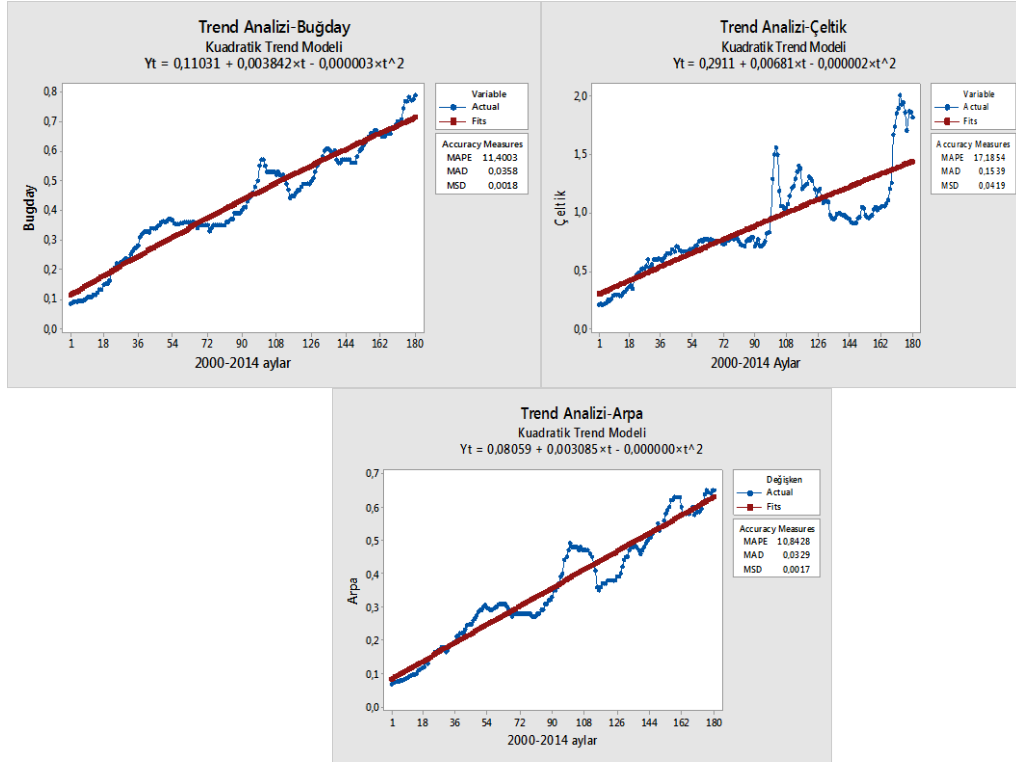 Trend Analizi-Buğday
Kuadratik Trend Modeli
Yt = 0,11031 + 0,003842×t - 0,000003×t^2
Buğday
0,8
0,7
0,6
0,5
0,4
0,3
0,2
0,1
0,0
1 18 36 54 72 90 108 126 144 162 180
2000-2014 aylar
Variable
Actual
Fits
Accuracy Measures
MAPE 11,4003
MAD 0,0358
MSD 0,0018
Trend Analizi-Çeltik
Kuadratik Trend Modeli
Yt = 0,2911 + 0,00681×t - 0,000002×t^2
Çeltik
2,0
1,5
1,0
0,5
0,0
1 18 36 54 72 90 108 126 144 162 180
2000-2014 Aylar
Variable
Actual
Fits
Accuracy Measures
MAPE 17,1854
MAD 0,1539
MSD 0,0419
Trend Analizi-Arpa
Kuadratik Trend Modeli
Yt = 0,08059 + 0,003085×t - 0,000000×t^2
Arpa
0,7
0,6
0,5
0,4
0,3
0,2
0,1
0,0
1 18 36 54 72 90 108 126 144 162 180
2000-2014 aylar
Değişken
Actual
Fits
Accuracy Measures
MAPE 10,8428
MAD 0,0329
MSD 0,0017